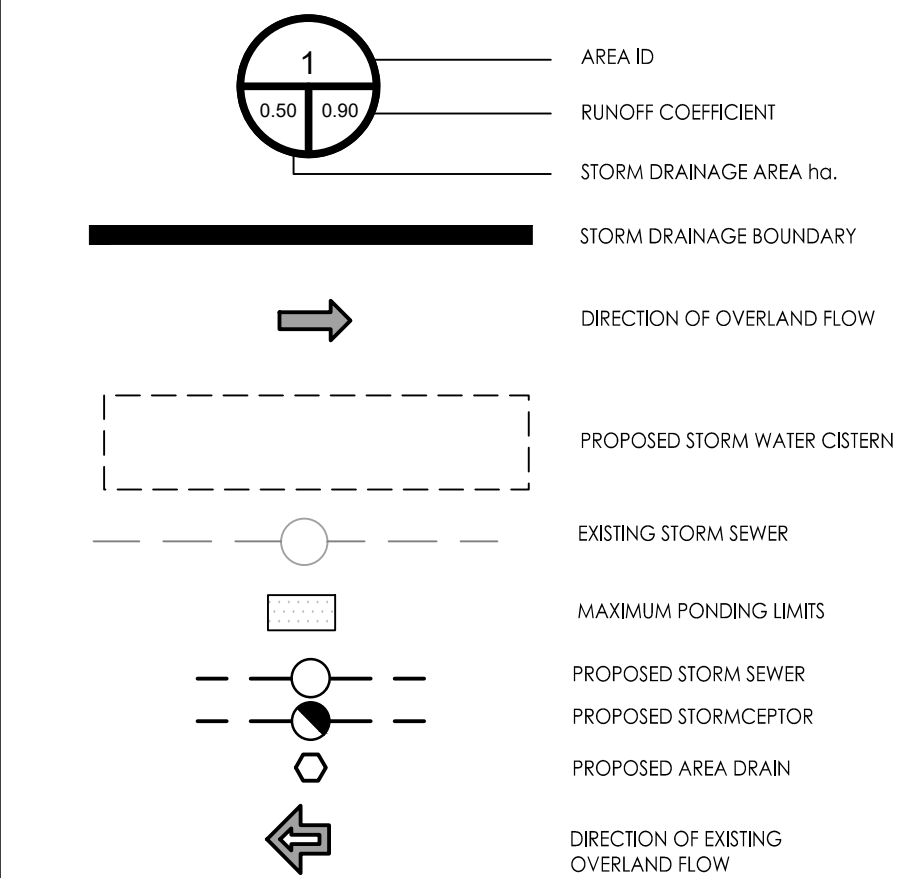 1
AREA ID
0.50 0.90
RUNOFF COEFFICIENT
STORM DRAINAGE AREA ha.
STORM DRAINAGE BOUNDARY
DIRECTION OF OVERLAND FLOW
PROPOSED STORM WATER CISTERN
EXISTING STORM SEWER
MAXIMUM PONDING LIMITS
PROPOSED STORM SEWER
PROPOSED STORMCEPTOR
PROPOSED AREA DRAIN
DIRECTION OF EXISTING
OVERLAND FLOW